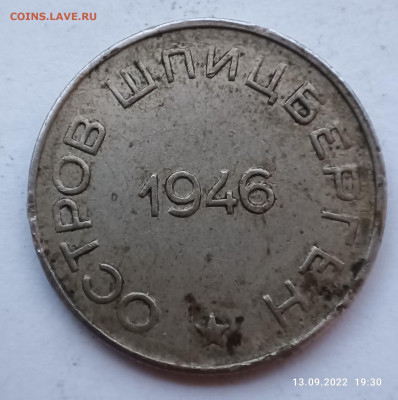 COINS.LAVE.RU
ОСТРОВ ШПИЦБЕРГЕН
1946
13.09.2022 19:30